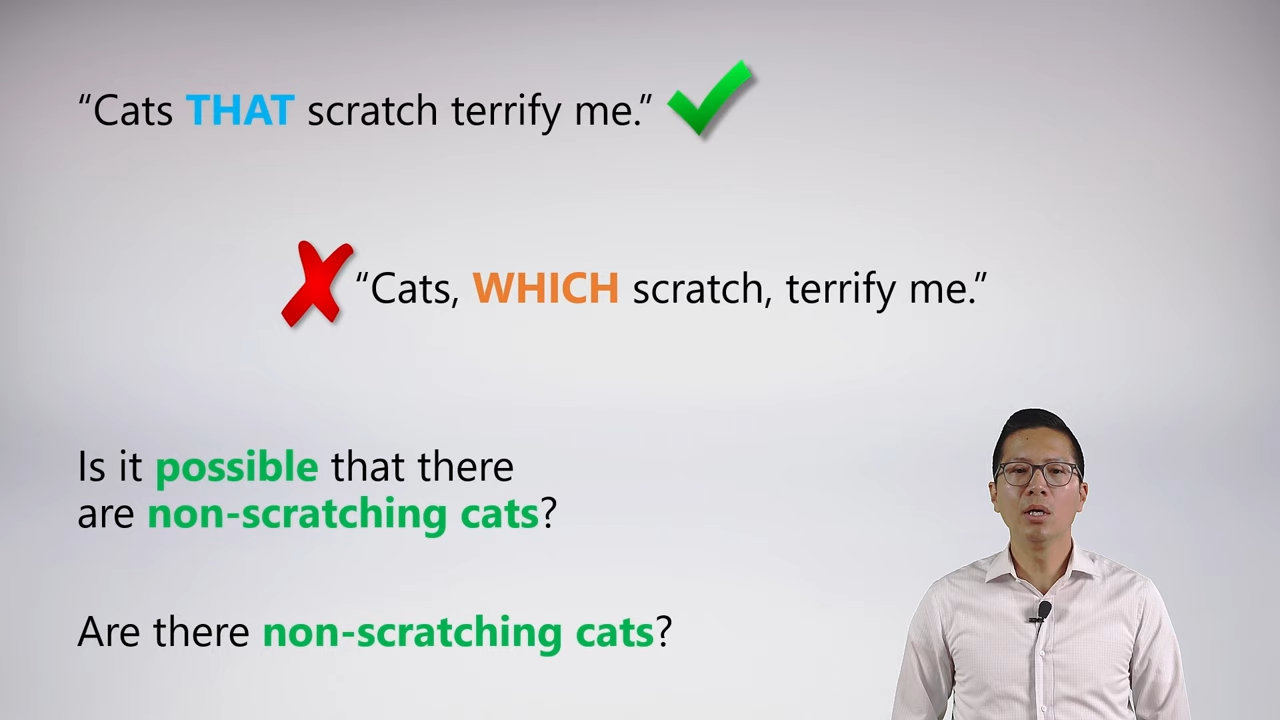 “Cats THAT scratch terrify me.”
“Cats, WHICH scratch, terrify me.”
Is it possible that there
are non-scratching cats?
Are there non-scratching cats?